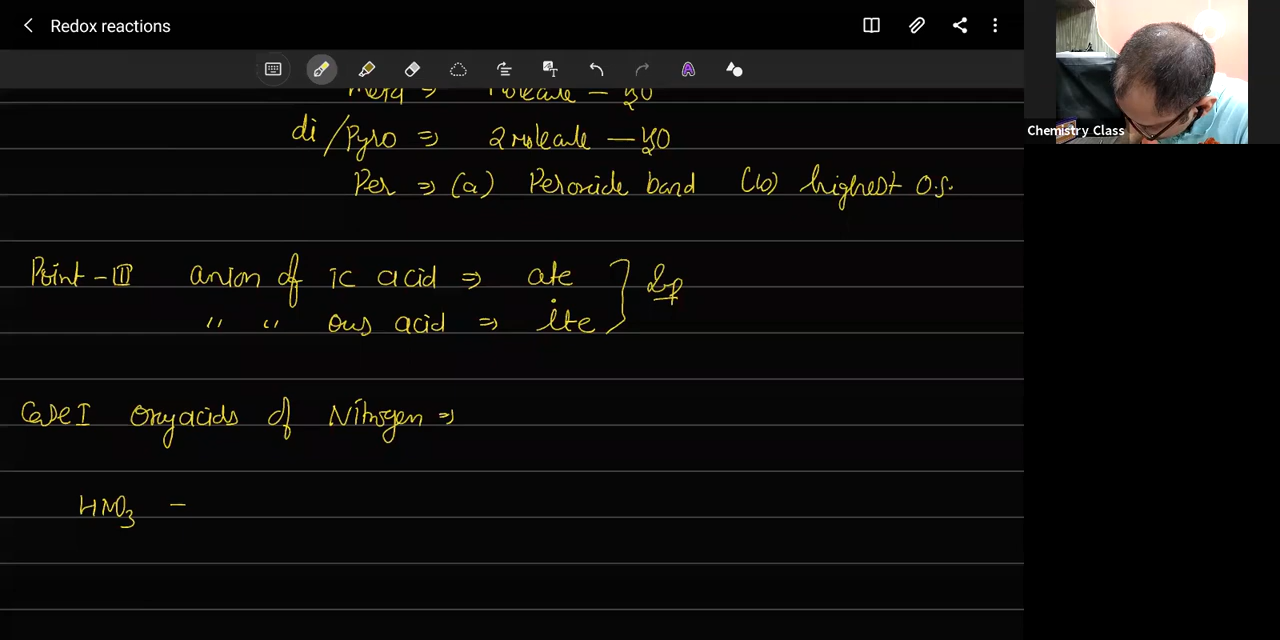 Redox reactions
Chemistry Class
molecule –
di/Pyro ⇒ 2 molecule –
Per ⇒ (a) Peroxide bond (b) highest O.S.
Point – III anion of ic acid ⇒ ate
" " ous acid ⇒ ite
Case I Oxyacids of Nitrogen ⇒
HNO3 –